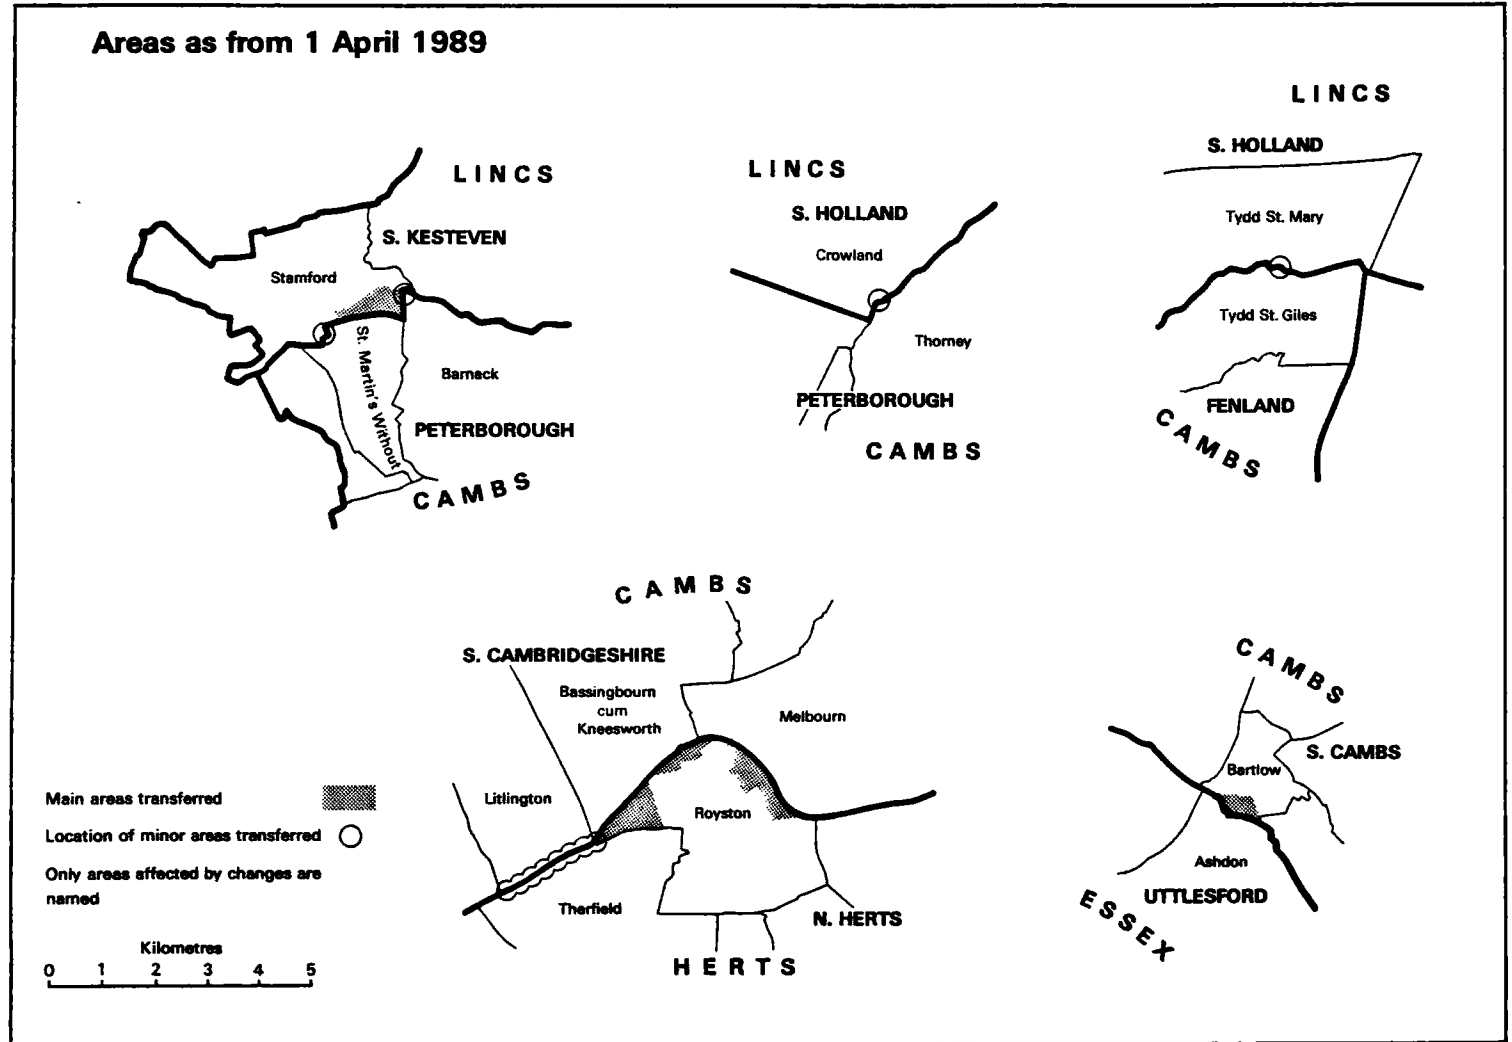 Areas as from 1 April 1989
LINCS
S. KESTEVEN
Stamford
St. Martin's Without
Barnack
PETERBOROUGH
CAMBS
LINCS
S. HOLLAND
Crowland
Thorney
PETERBOROUGH
CAMBS
LINCS
S. HOLLAND
Tydd St. Mary
Tydd St. Giles
FENLAND
CAMBS
CAMBS
S. CAMBRIDGESHIRE
Bassingbourn
cum
Kneesworth
Melbourn
Litlington
Royston
Therfield
N. HERTS
HERTS
CAMBS
S. CAMBS
Bartlow
Ashdon
UTTLESFORD
ESSEX
Main areas transferred
Location of minor areas transferred
Only areas affected by changes are
named
Kilometres
0 1 2 3 4 5